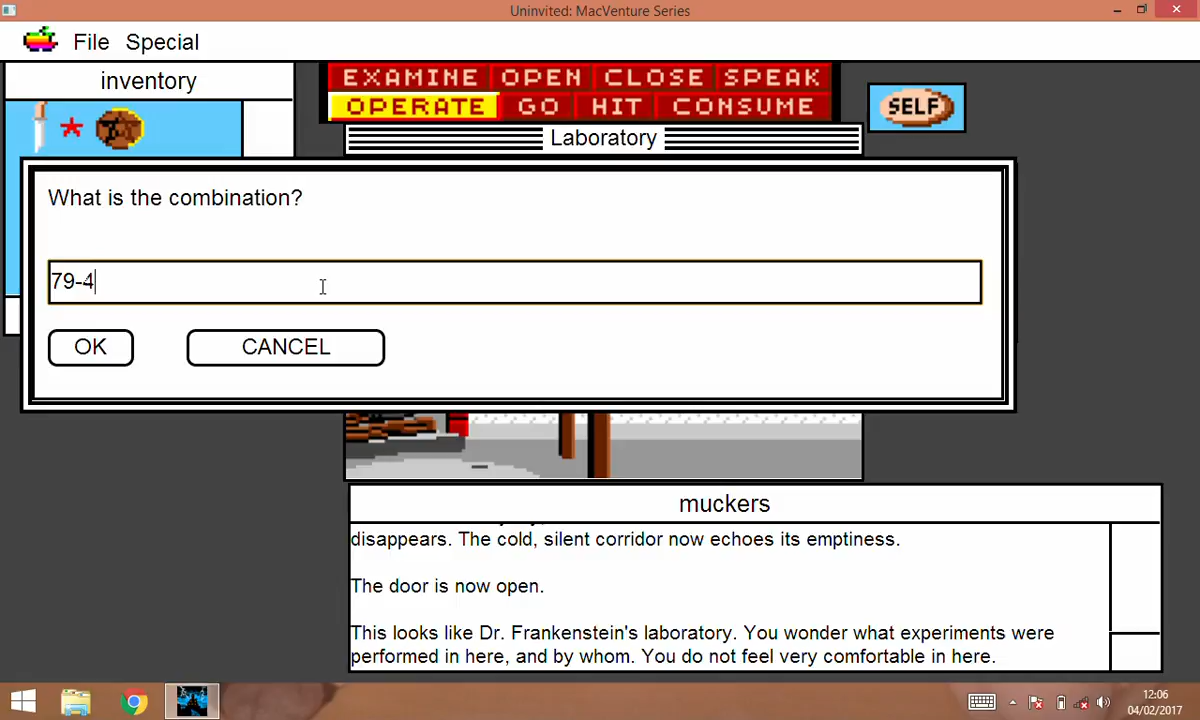 Uninvited: MacVenture Series
File Special
inventory
EXAMINE OPEN CLOSE SPEAK
OPERATE GO HIT CONSUME
SELF
Laboratory
What is the combination?
79-4
OK CANCEL
muckers
disappears. The cold, silent corridor now echoes its emptiness.
The door is now open.
This looks like Dr. Frankenstein's laboratory. You wonder what experiments were
performed in here, and by whom. You do not feel very comfortable in here.
12:06
04/02/2017